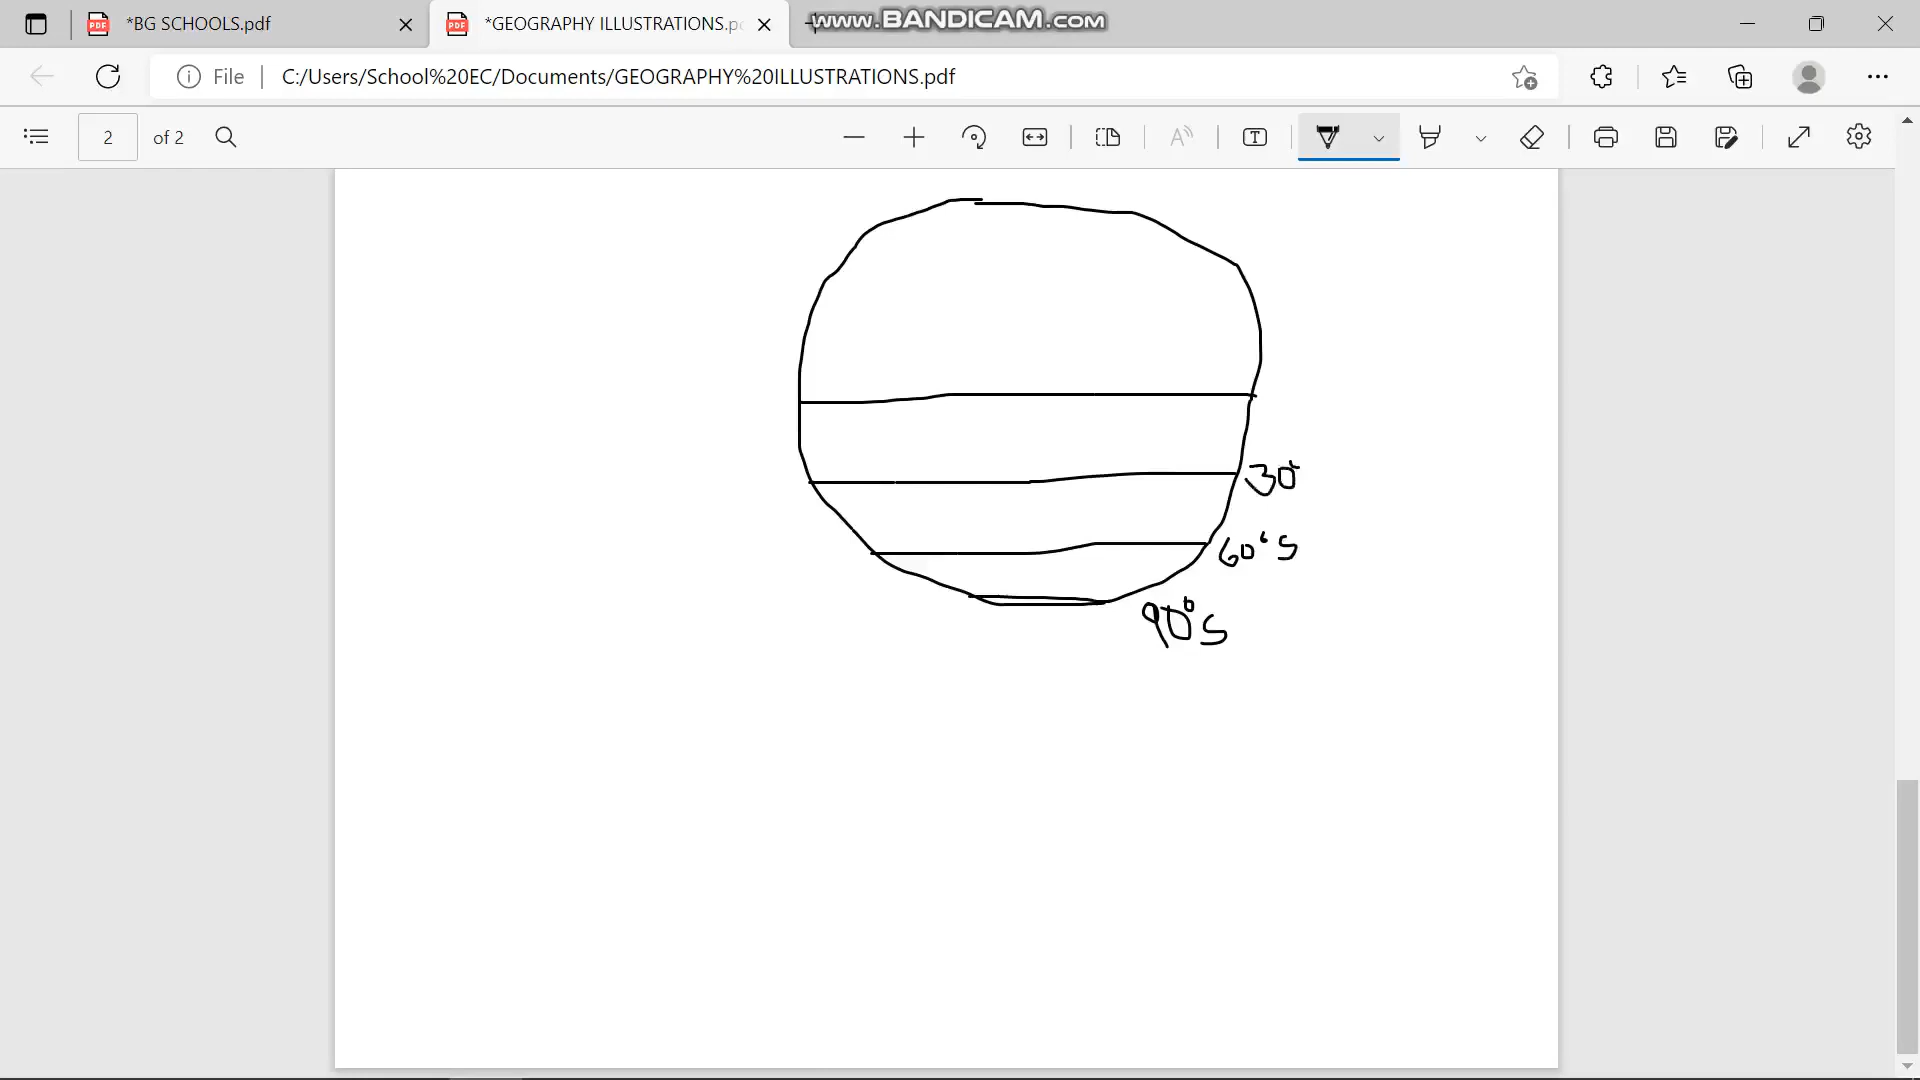 *BG SCHOOLS.pdf
*GEOGRAPHY ILLUSTRATIONS.pd
www.BANDICAM.com
File
C:/Users/School%20EC/Documents/GEOGRAPHY%20ILLUSTRATIONS.pdf
2 of 2
30°
60°S
90°S